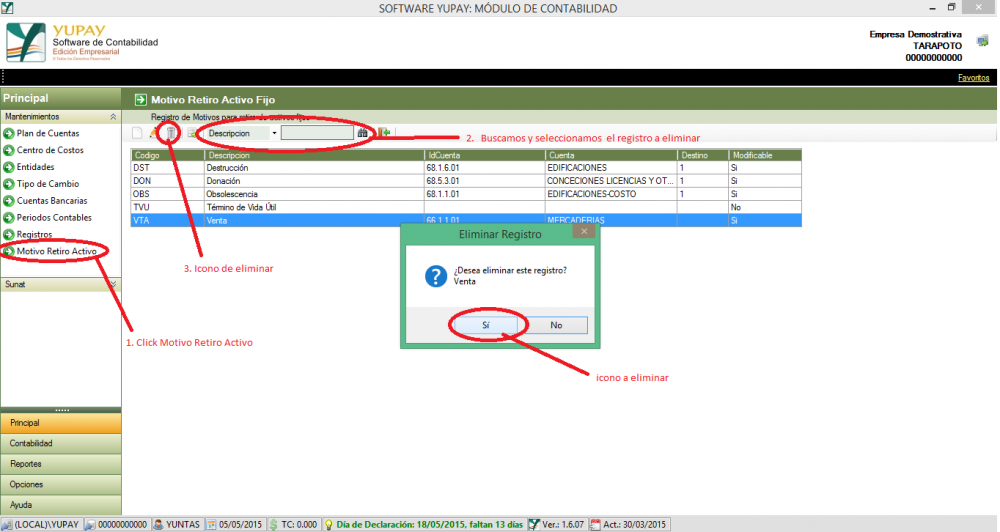 SOFTWARE YUPAY: MÓDULO DE CONTABILIDAD
YUPAY
Software de Contabilidad
Edición Empresarial
Empresa Demostrativa
TARAPOTO
00000000000
Favoritos
Principal
Motivo Retiro Activo Fijo
Mantenimientos
Registro de Motivos para retiro de activos fijos
Plan de Cuentas
Descripcion
2. Buscamos y seleccionamos el registro a eliminar
Centro de Costos
Codigo Descripcion IdCuenta Cuenta Destino Modificable
Entidades
DST Destrucción 68.1.6.01 EDIFICACIONES 1 Si
Tipo de Cambio
DON Donación 68.5.3.01 CONCECIONES LICENCIAS Y OT... 1 Si
Cuentas Bancarias
OBS Obsolescencia 68.1.1.01 EDIFICACIONES-COSTO 1 Si
Periodos Contables
TVU Término de Vida Útil No
VTA Venta 66.1.1.01 MERCADERIAS Si
Registros
Eliminar Registro
Motivo Retiro Activo
3. Icono de eliminar
¿Desea eliminar este registro?
Venta
Sunat
Sí No
1. Click Motivo Retiro Activo
icono a eliminar
Principal
Contabilidad
Reportes
Opciones
Ayuda
(LOCAL)\YUPAY 00000000000 YUNTAS 05/05/2015 TC: 0.000 Día de Declaración: 18/05/2015, faltan 13 días Ver.: 1.6.07 Act.: 30/03/2015